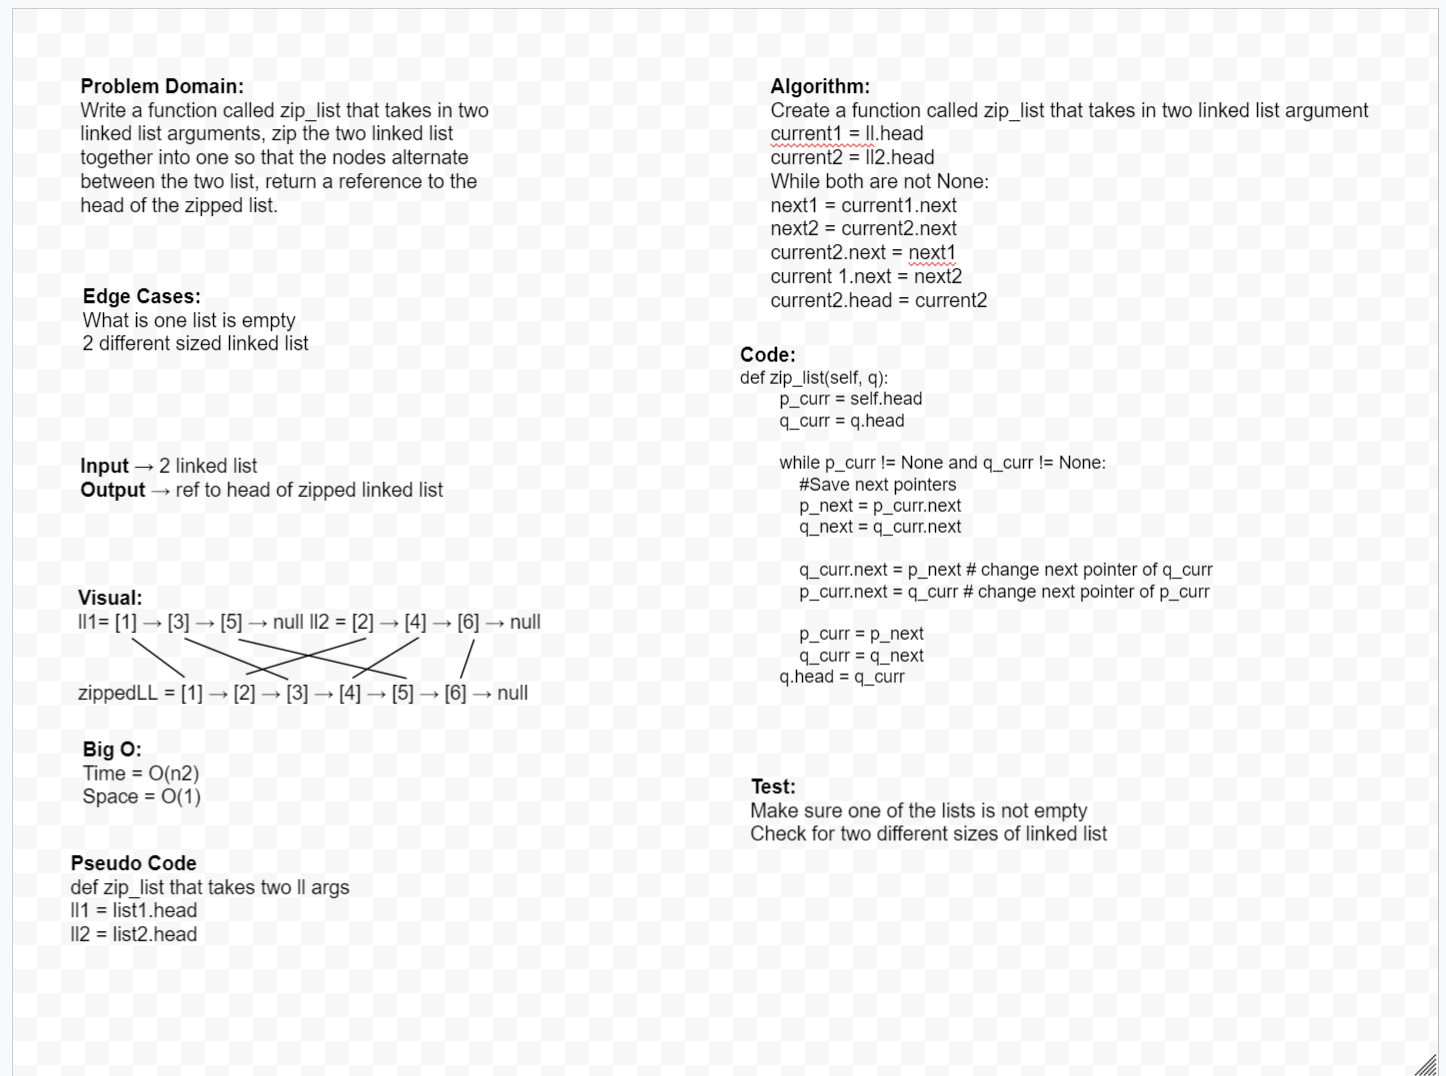 Problem Domain:
Write a function called zip_list that takes in two
linked list arguments, zip the two linked list
together into one so that the nodes alternate
between the two list, return a reference to the
head of the zipped list.
Edge Cases:
What is one list is empty
2 different sized linked list
Input → 2 linked list
Output → ref to head of zipped linked list
Visual:
ll1= [1] → [3] → [5] → null ll2 = [2] → [4] → [6] → null
zippedLL = [1] → [2] → [3] → [4] → [5] → [6] → null
Big O:
Time = O(n2)
Space = O(1)
Pseudo Code
def zip_list that takes two ll args
ll1 = list1.head
ll2 = list2.head
Algorithm:
Create a function called zip_list that takes in two linked list argument
current1 = ll.head
current2 = ll2.head
While both are not None:
next1 = current1.next
next2 = current2.next
current2.next = next1
current 1.next = next2
current2.head = current2
Code:
def zip_list(self, q):
p_curr = self.head
q_curr = q.head
while p_curr != None and q_curr != None:
#Save next pointers
p_next = p_curr.next
q_next = q_curr.next
q_curr.next = p_next # change next pointer of q_curr
p_curr.next = q_curr # change next pointer of p_curr
p_curr = p_next
q_curr = q_next
q.head = q_curr
Test:
Make sure one of the lists is not empty
Check for two different sizes of linked list